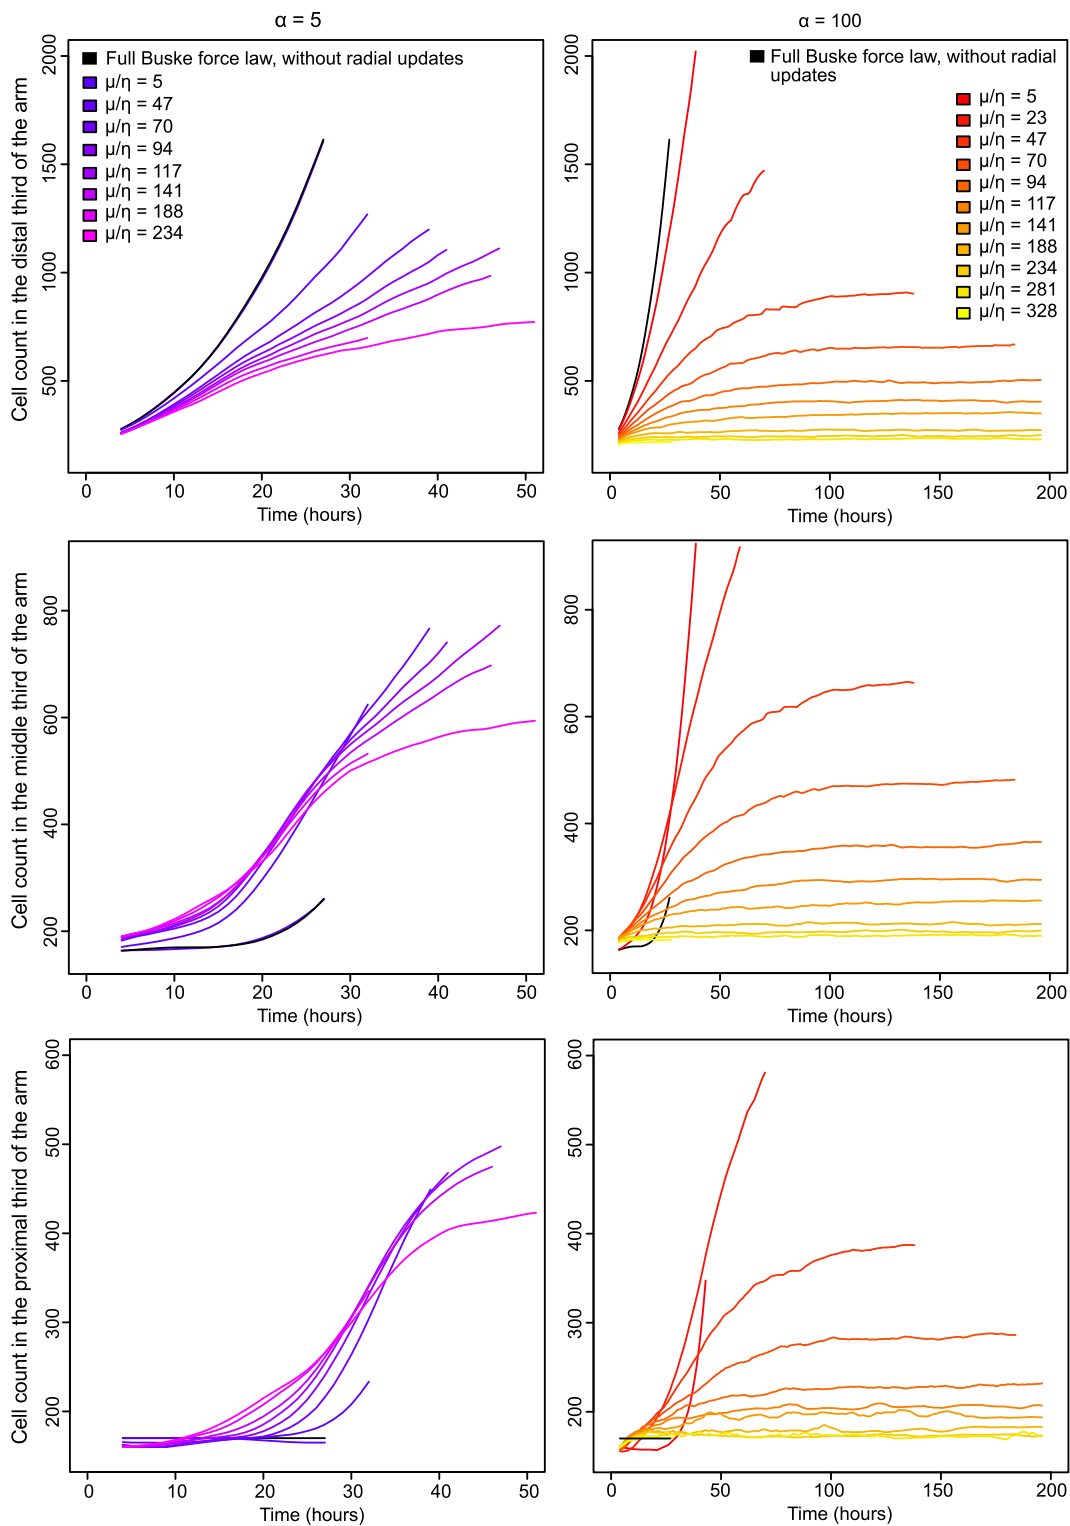 α = 5
α = 100
Full Buske force law, without radial updates
μ/η = 5
μ/η = 47
μ/η = 70
μ/η = 94
μ/η = 117
μ/η = 141
μ/η = 188
μ/η = 234
Cell count in the distal third of the arm
2000
1500
1000
500
0
10
20
30
40
50
Time (hours)
Full Buske force law, without radial
updates
μ/η = 5
μ/η = 23
μ/η = 47
μ/η = 70
μ/η = 94
μ/η = 117
μ/η = 141
μ/η = 188
μ/η = 234
μ/η = 281
μ/η = 328
2000
1500
1000
500
0
50
100
150
200
Time (hours)
Cell count in the middle third of the arm
800
600
400
200
0
10
20
30
40
50
Time (hours)
800
600
400
200
0
50
100
150
200
Time (hours)
Cell count in the proximal third of the arm
600
500
400
300
200
0
10
20
30
40
50
Time (hours)
600
500
400
300
200
0
50
100
150
200
Time (hours)